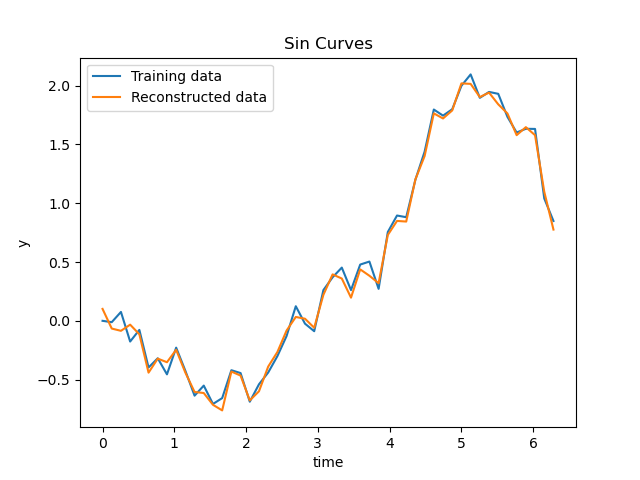 Sin Curves
Training data
Reconstructed data
2.0
1.5
1.0
0.5
0.0
−0.5
y
0 1 2 3 4 5 6
time